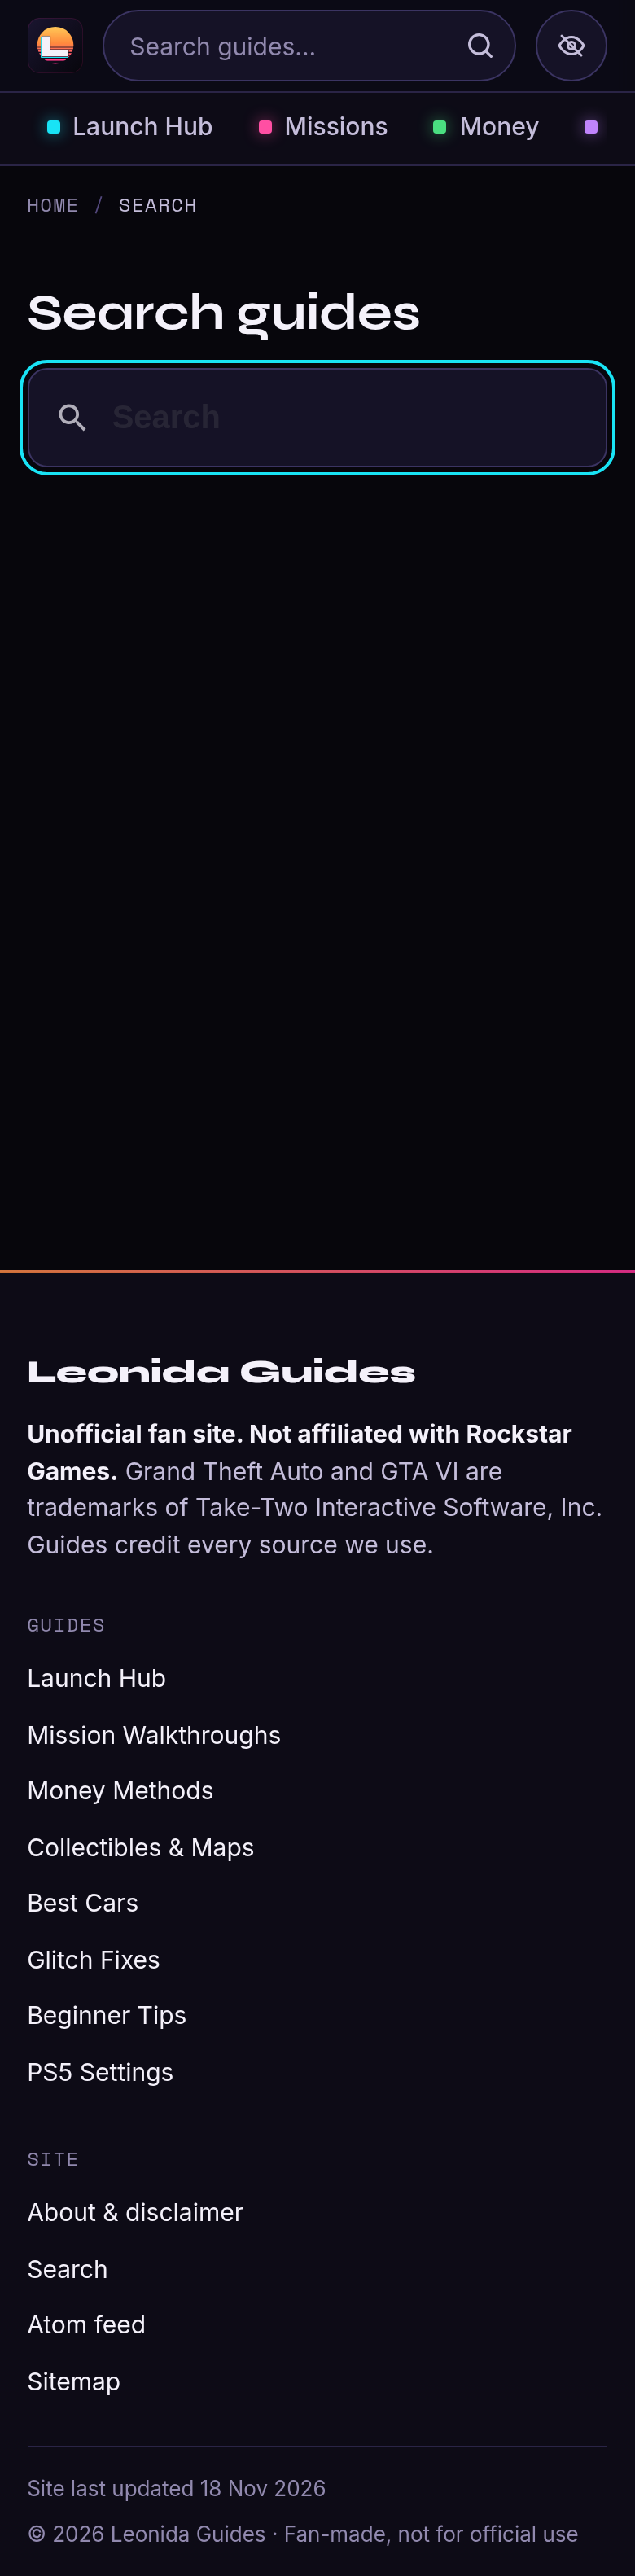 L
Search guides...
Launch Hub
Missions
Money
HOME / SEARCH
Search guides
Search
Leonida Guides
Unofficial fan site. Not affiliated with Rockstar
Games. Grand Theft Auto and GTA VI are
trademarks of Take-Two Interactive Software, Inc.
Guides credit every source we use.
GUIDES
Launch Hub
Mission Walkthroughs
Money Methods
Collectibles & Maps
Best Cars
Glitch Fixes
Beginner Tips
PS5 Settings
SITE
About & disclaimer
Search
Atom feed
Sitemap
Site last updated 18 Nov 2026
© 2026 Leonida Guides · Fan-made, not for official use